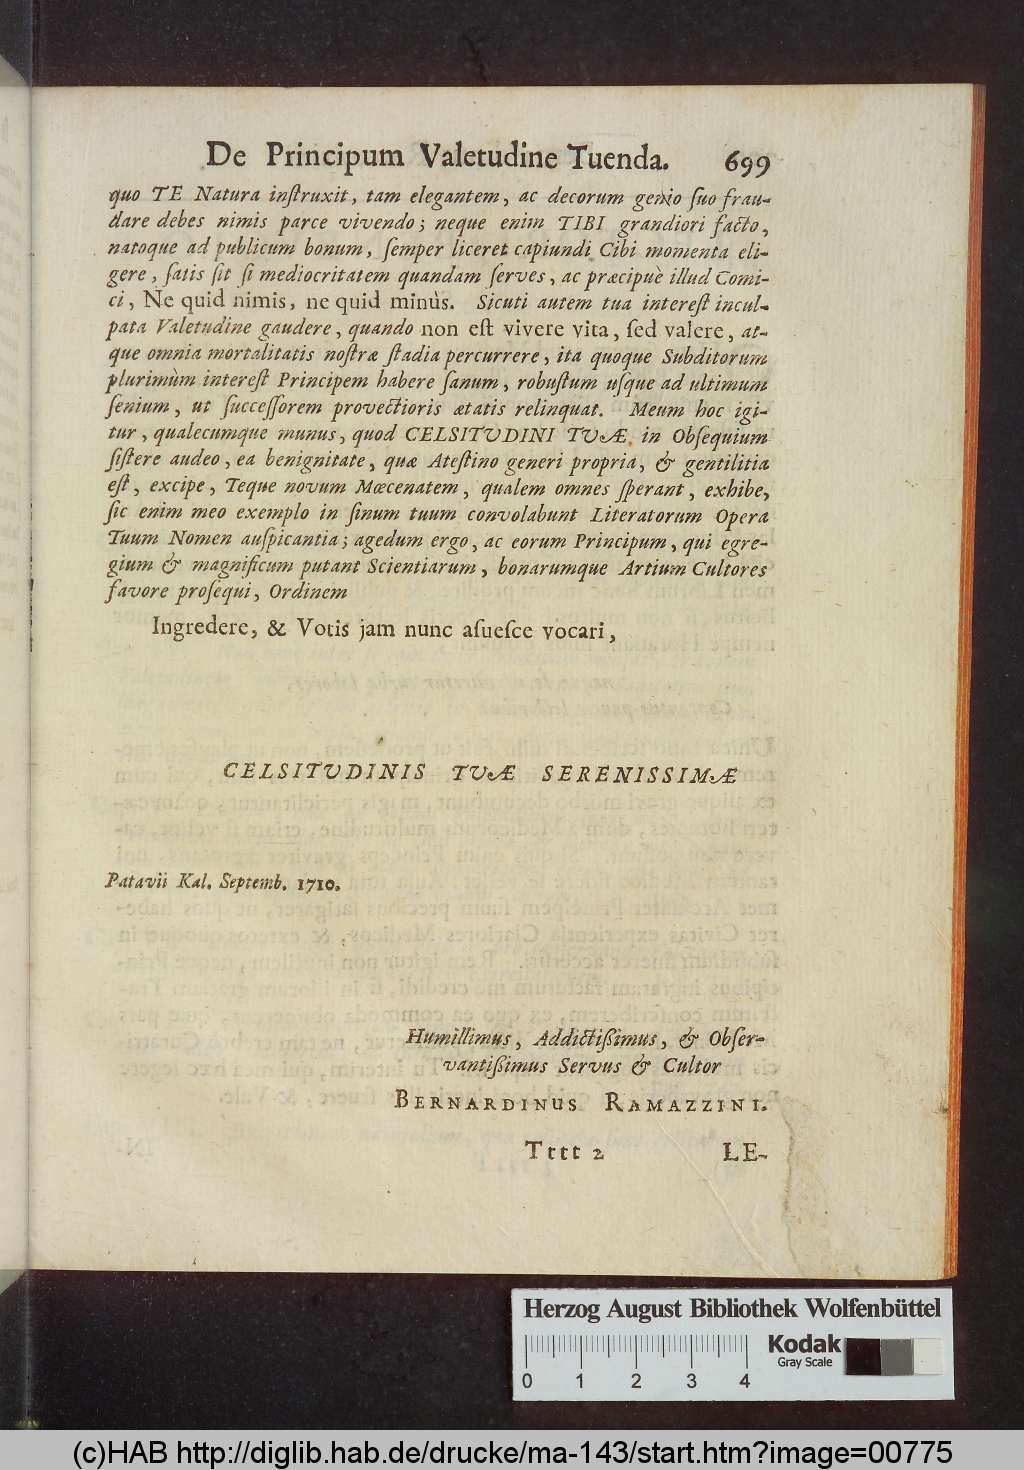 De Principum Valetudine Tuenda. 699
quo TE Natura inſtruxit, tam elegantem, ac decorum genio ſuo frau-
dare debes nimis parce vivendo; neque enim TIBI grandiori facto,
natoque ad publicum bonum, ſemper liceret capiundi Cibi momenta eli-
gere, ſatis ſit ſi mediocritatem quandam ſerves, ac præcipuè illud Comi-
ci, Ne quid nimis, ne quid minùs. Sicuti autem tua intereſt incul-
pata Valetudine gaudere, quando non eſt vivere vita, ſed valere, at-
que omnia mortalitatis noſtræ ſtadia percurrere, ita quoque Subditorum
plurimùm intereſt Principem habere ſanum, robuſtum uſque ad ultimum
ſenium, ut ſucceſſorem provectioris ætatis relinquat. Meum hoc igi-
tur, qualecumque munus, quod CELSITVDINI TVÆ, in Obſequium
ſiſtere audeo, ea benignitate, quæ Ateſtino generi propria, & gentilitia
eſt, excipe, Teque novum Mœcenatem, qualem omnes ſperant, exhibe,
ſic enim meo exemplo in ſinum tuum convolabunt Literatorum Opera
Tuum Nomen auſpicantia; agedum ergo, ac eorum Principum, qui egre-
gium & magnificum putant Scientiarum, bonarumque Artium Cultores
favore proſequi, Ordinem
Ingredere, & Votis jam nunc aſueſce vocari,
CELSITVDINIS TVÆ SERENISSIMÆ
Patavii Kal. Septemb. 1710.
Humillimus, Addictißimus, & Obſer-
vantißimus Servus & Cultor
BERNARDINUS RAMAZZINI.
Tttt 2 LE-
Herzog August Bibliothek Wolfenbüttel
Kodak
Gray Scale
0 1 2 3 4
(c)HAB http://diglib.hab.de/drucke/ma-143/start.htm?image=00775